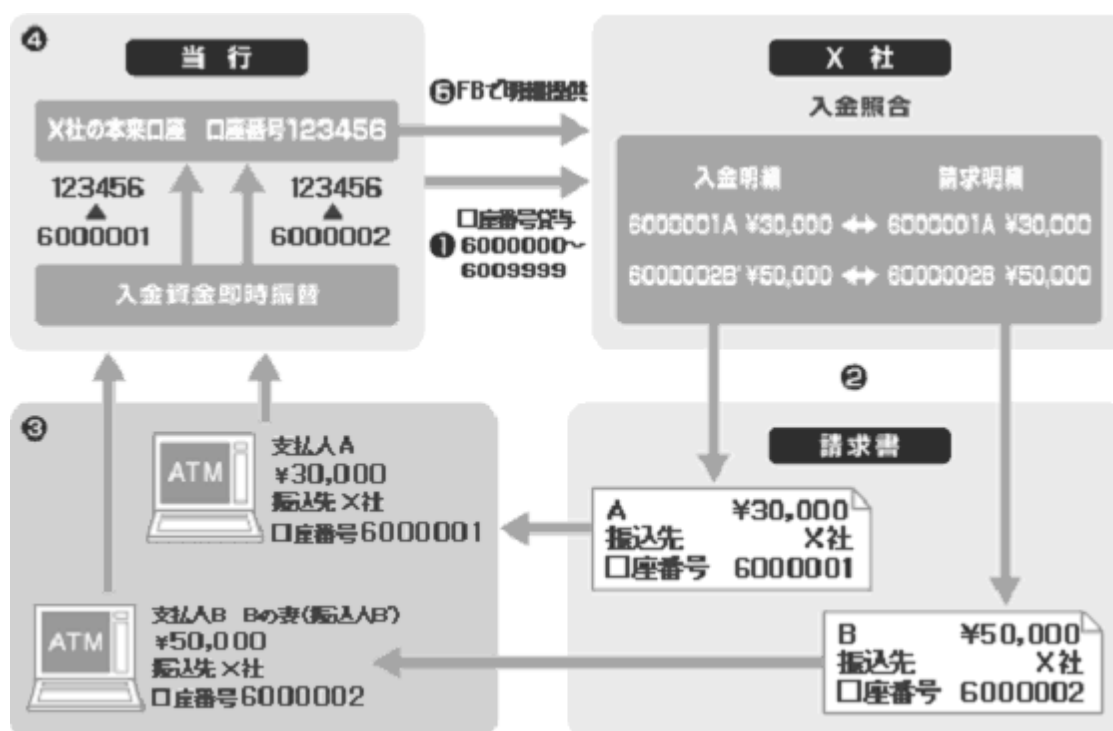 ❹
当 行
X社の本来口座 口座番号123456
123456
▲
6000001
123456
▲
6000002
入金資金即時振替
❺FBで明細提供
口座番号貸与
❶6000000～
6009999
X 社
入金照合
入金明細 請求明細
6000001A ¥30,000 ↔ 6000001A ¥30,000
6000002B' ¥50,000 ↔ 6000002B ¥50,000
❷
請求書
A ¥30,000
振込先 X社
口座番号 6000001
B ¥50,000
振込先 X社
口座番号 6000002
❸
ATM
支払人A
¥30,000
振込先 X社
口座番号6000001
ATM
支払人B Bの妻(振込人B')
¥50,000
振込先 X社
口座番号6000002